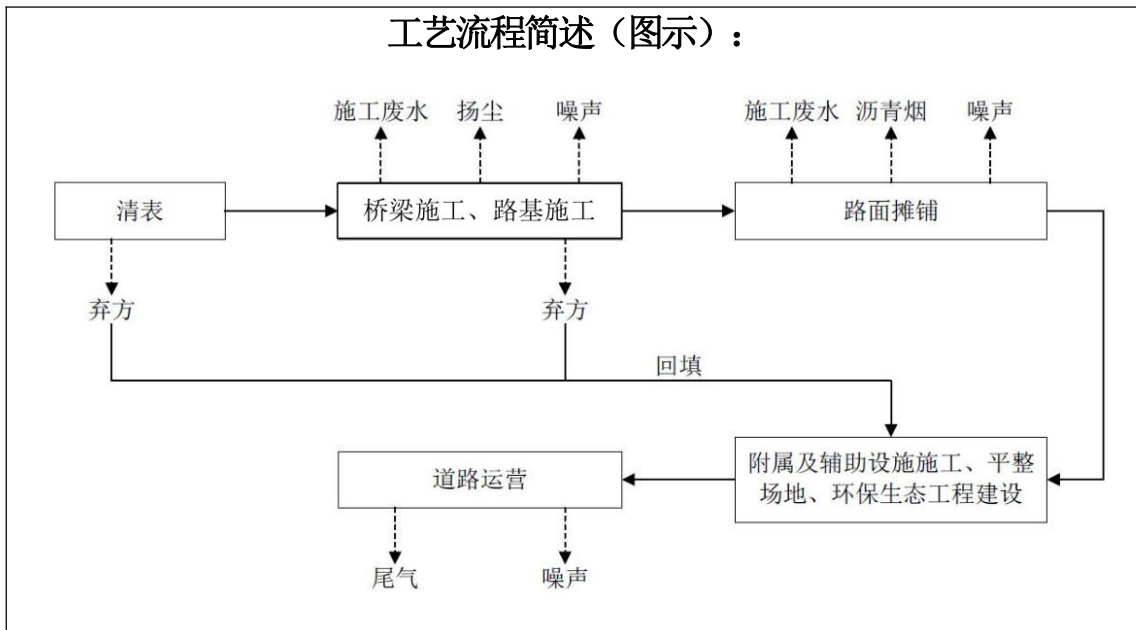 工艺流程简述（图示）：
施工废水 扬尘 噪声
施工废水 沥青烟 噪声
清表
桥梁施工、路基施工
路面摊铺
弃方
弃方
回填
道路运营
附属及辅助设施施工、平整
场地、环保生态工程建设
尾气
噪声